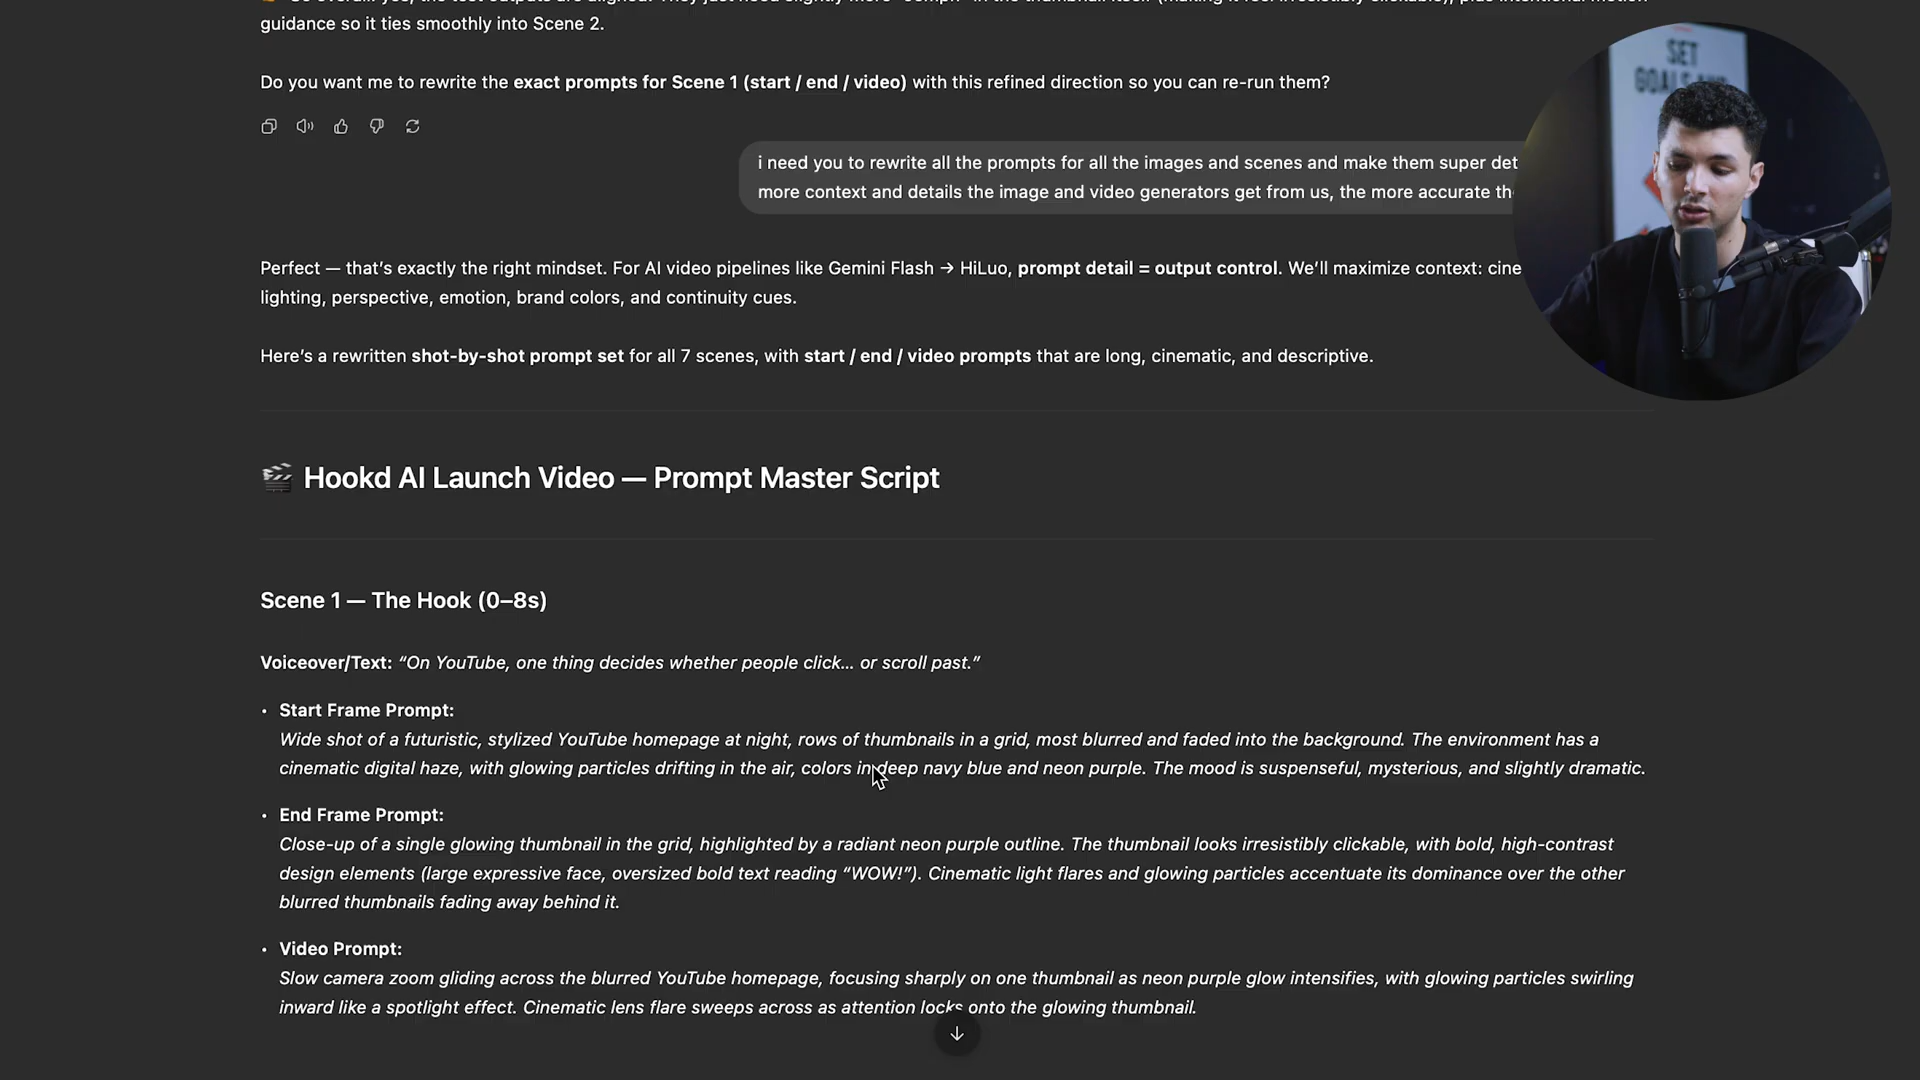 guidance so it ties smoothly into Scene 2.
Do you want me to rewrite the exact prompts for Scene 1 (start / end / video) with this refined direction so you can re-run them?
i need you to rewrite all the prompts for all the images and scenes and make them super det
more context and details the image and video generators get from us, the more accurate th
SET
GOALS AND
Perfect — that's exactly the right mindset. For AI video pipelines like Gemini Flash → HiLuo, prompt detail = output control. We'll maximize context: cine
lighting, perspective, emotion, brand colors, and continuity cues.
Here's a rewritten shot-by-shot prompt set for all 7 scenes, with start / end / video prompts that are long, cinematic, and descriptive.
🎬 Hookd AI Launch Video — Prompt Master Script
Scene 1 — The Hook (0–8s)
Voiceover/Text: “On YouTube, one thing decides whether people click... or scroll past.”
• Start Frame Prompt:
Wide shot of a futuristic, stylized YouTube homepage at night, rows of thumbnails in a grid, most blurred and faded into the background. The environment has a
cinematic digital haze, with glowing particles drifting in the air, colors in deep navy blue and neon purple. The mood is suspenseful, mysterious, and slightly dramatic.
• End Frame Prompt:
Close-up of a single glowing thumbnail in the grid, highlighted by a radiant neon purple outline. The thumbnail looks irresistibly clickable, with bold, high-contrast
design elements (large expressive face, oversized bold text reading “WOW!”). Cinematic light flares and glowing particles accentuate its dominance over the other
blurred thumbnails fading away behind it.
• Video Prompt:
Slow camera zoom gliding across the blurred YouTube homepage, focusing sharply on one thumbnail as neon purple glow intensifies, with glowing particles swirling
inward like a spotlight effect. Cinematic lens flare sweeps across as attention locks onto the glowing thumbnail.